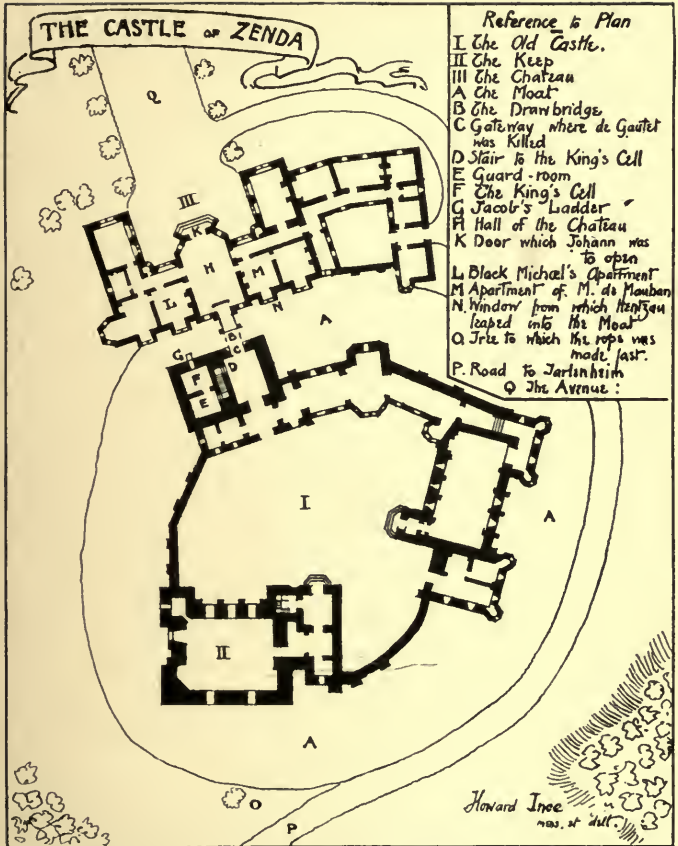 THE CASTLE OF ZENDA
Reference to Plan
I The Old Castle.
II The Keep
III The Chateau
A The Moat
B The Drawbridge
C Gateway where de Gautet
was Killed
D Stair to the King's Cell
E Guard-room
F The King's Cell
G Jacob's Ladder
H Hall of the Chateau
K Door which Johann was
to open
L Black Michael's Apartment
M Apartment of M. de Mauban
N. Window from which Hentzau
leaped into the Moat
O Tree to which the rope was
made fast.
P. Road to Tarlenheim
Q The Avenue:
Q
III
K
H
M
L
N
A
B
C
G
D
F
E
I
A
II
A
O
P
Howard Ince